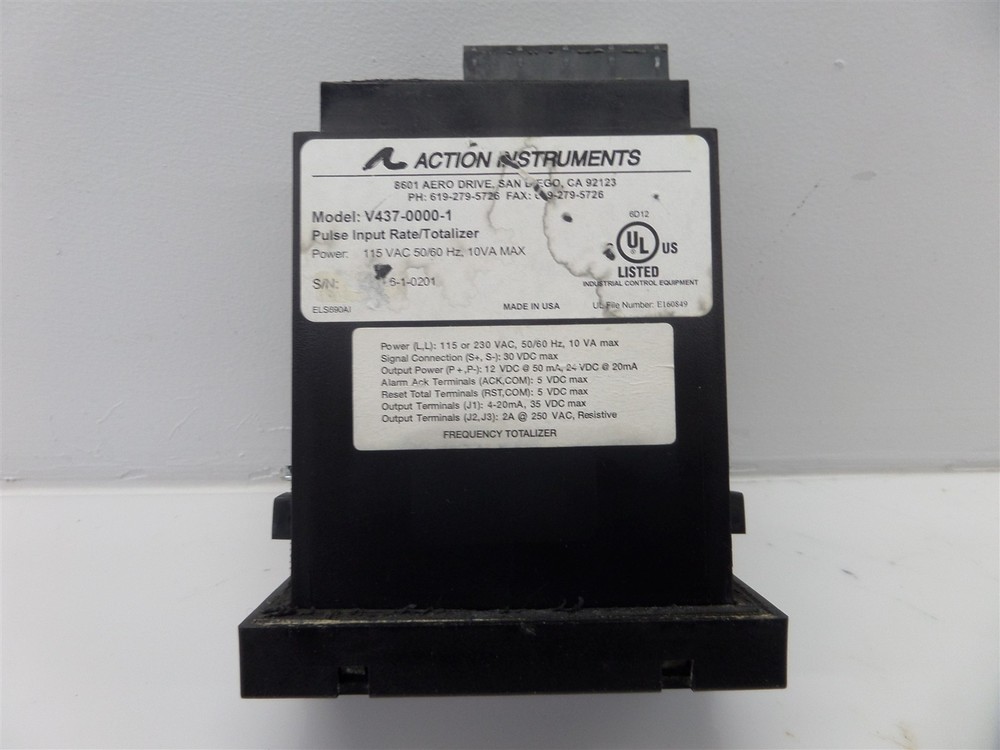 ACTION INSTRUMENTS
8601 AERO DRIVE, SAN DIEGO, CA 92123
PH: 619-279-5726 FAX: 619-279-5726
Model: V437-0000-1
Pulse Input Rate/Totalizer
Power: 115 VAC 50/60 Hz, 10VA MAX
S/N: 6-1-0201
ELS690AI
MADE IN USA
6D12
UL US
LISTED
INDUSTRIAL CONTROL EQUIPMENT
UL File Number: E160849
Power (L,L): 115 or 230 VAC, 50/60 Hz, 10 VA max
Signal Connection (S+, S-): 30 VDC max
Output Power (P+,P-): 12 VDC @ 50 mA, 24 VDC @ 20mA
Alarm Ack Terminals (ACK,COM): 5 VDC max
Reset Total Terminals (RST,COM): 5 VDC max
Output Terminals (J1): 4-20mA, 35 VDC max
Output Terminals (J2,J3): 2A @ 250 VAC, Resistive
FREQUENCY TOTALIZER